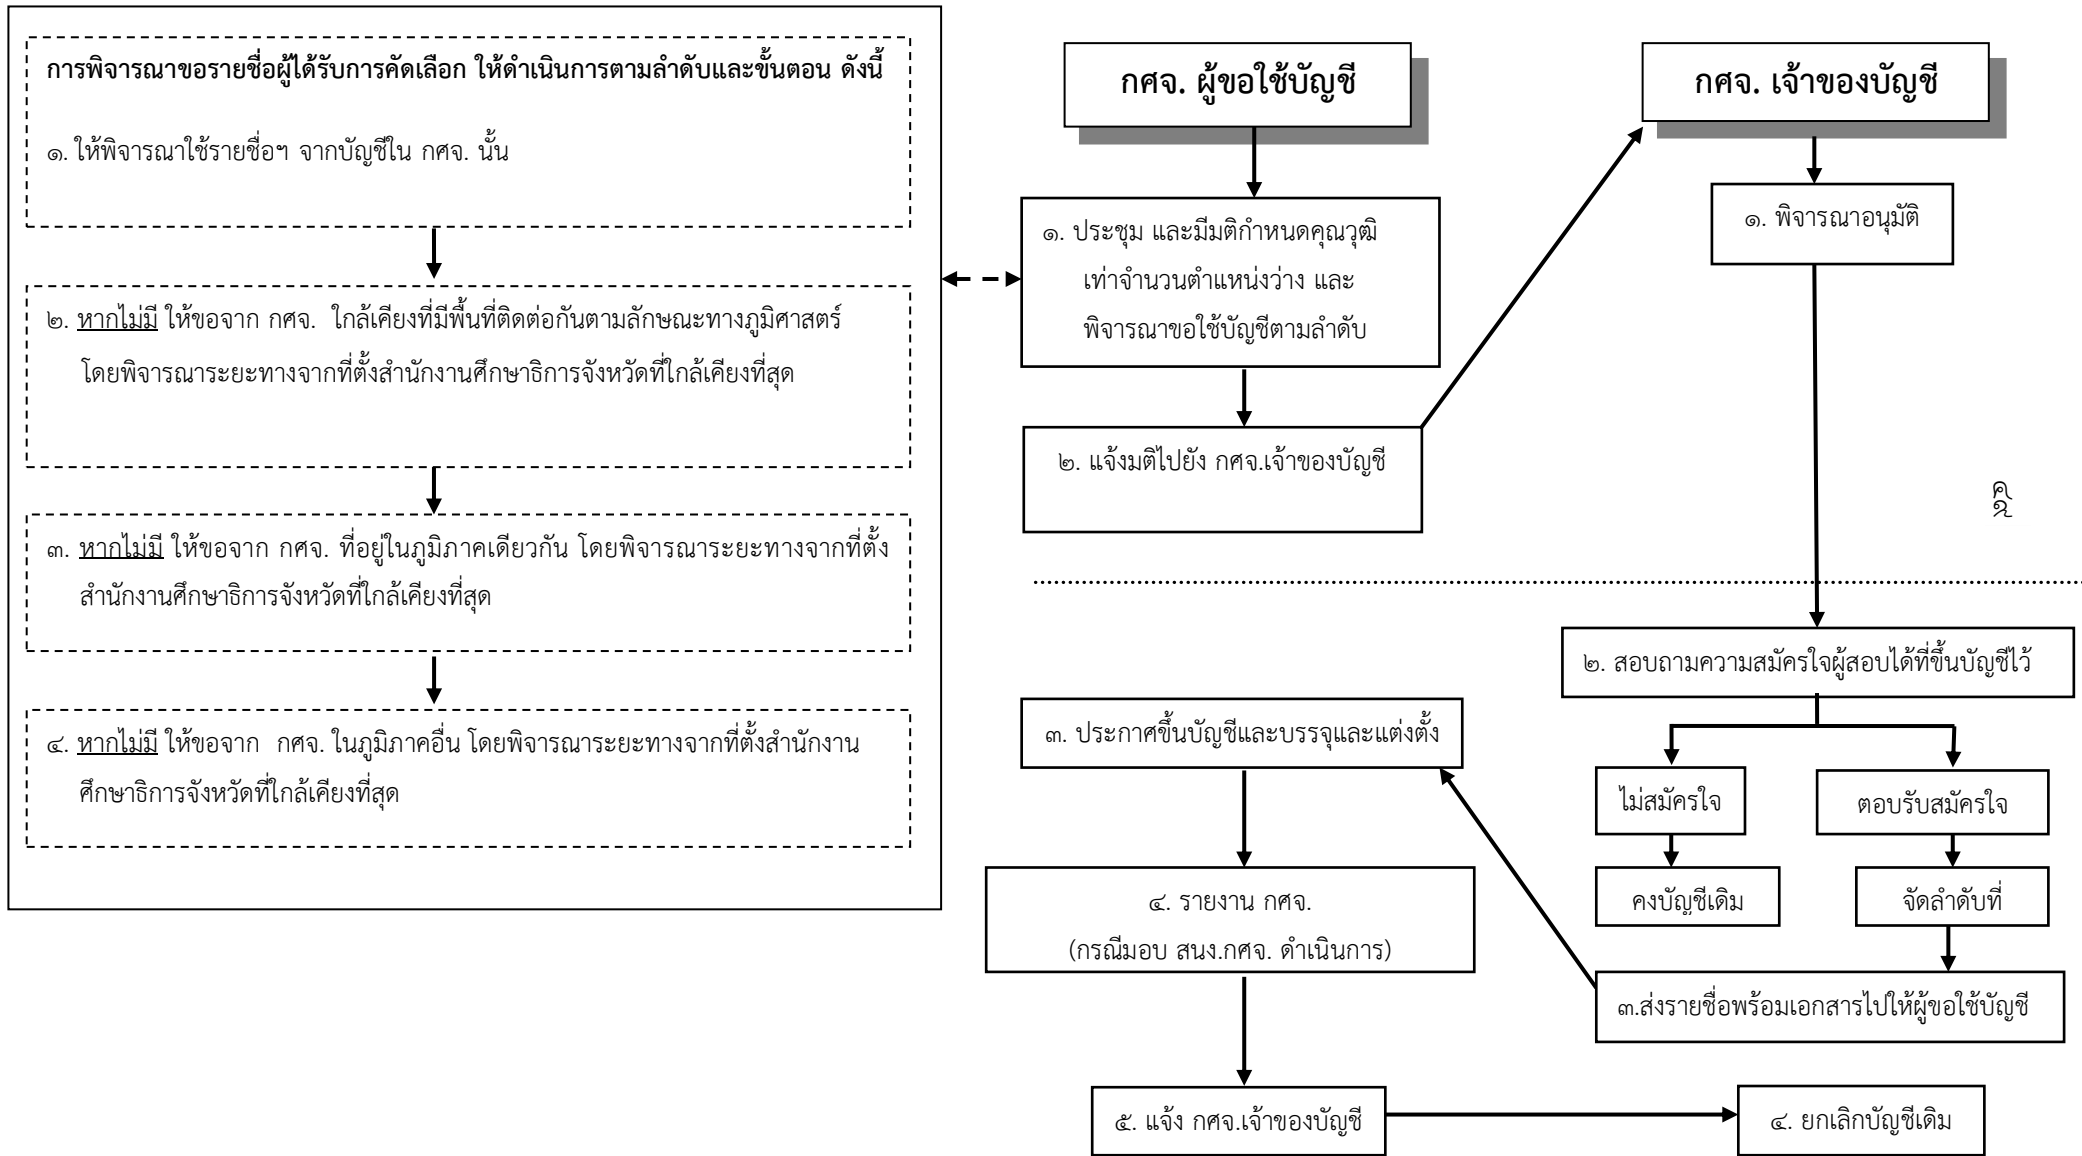 การพิจารณาขอรายชื่อผู้ได้รับการคัดเลือก ให้ดำเนินการตามลำดับและขั้นตอน ดังนี้
๑. ให้พิจารณาใช้รายชื่อฯ จากบัญชีใน กศจ. นั้น
๒. หากไม่มี ให้ขอจาก กศจ. ใกล้เคียงที่มีพื้นที่ติดต่อกันตามลักษณะทางภูมิศาสตร์
โดยพิจารณาระยะทางจากที่ตั้งสำนักงานศึกษาธิการจังหวัดที่ใกล้เคียงที่สุด
๓. หากไม่มี ให้ขอจาก กศจ. ที่อยู่ในภูมิภาคเดียวกัน โดยพิจารณาระยะทางจากที่ตั้ง
สำนักงานศึกษาธิการจังหวัดที่ใกล้เคียงที่สุด
๔. หากไม่มี ให้ขอจาก กศจ. ในภูมิภาคอื่น โดยพิจารณาระยะทางจากที่ตั้งสำนักงาน
ศึกษาธิการจังหวัดที่ใกล้เคียงที่สุด
กศจ. ผู้ขอใช้บัญชี
๑. ประชุม และมีมติกำหนดคุณวุฒิ
เท่าจำนวนตำแหน่งว่าง และ
พิจารณาขอใช้บัญชีตามลำดับ
๒. แจ้งมติไปยัง กศจ.เจ้าของบัญชี
กศจ. เจ้าของบัญชี
๑. พิจารณาอนุมัติ
๒. สอบถามความสมัครใจผู้สอบได้ที่ขึ้นบัญชีไว้
ไม่สมัครใจ
ตอบรับสมัครใจ
คงบัญชีเดิม
จัดลำดับที่
๓.ส่งรายชื่อพร้อมเอกสารไปให้ผู้ขอใช้บัญชี
๓. ประกาศขึ้นบัญชีและบรรจุและแต่งตั้ง
๔. รายงาน กศจ.
(กรณีมอบ สนง.กศจ. ดำเนินการ)
๕. แจ้ง กศจ.เจ้าของบัญชี
๔. ยกเลิกบัญชีเดิม